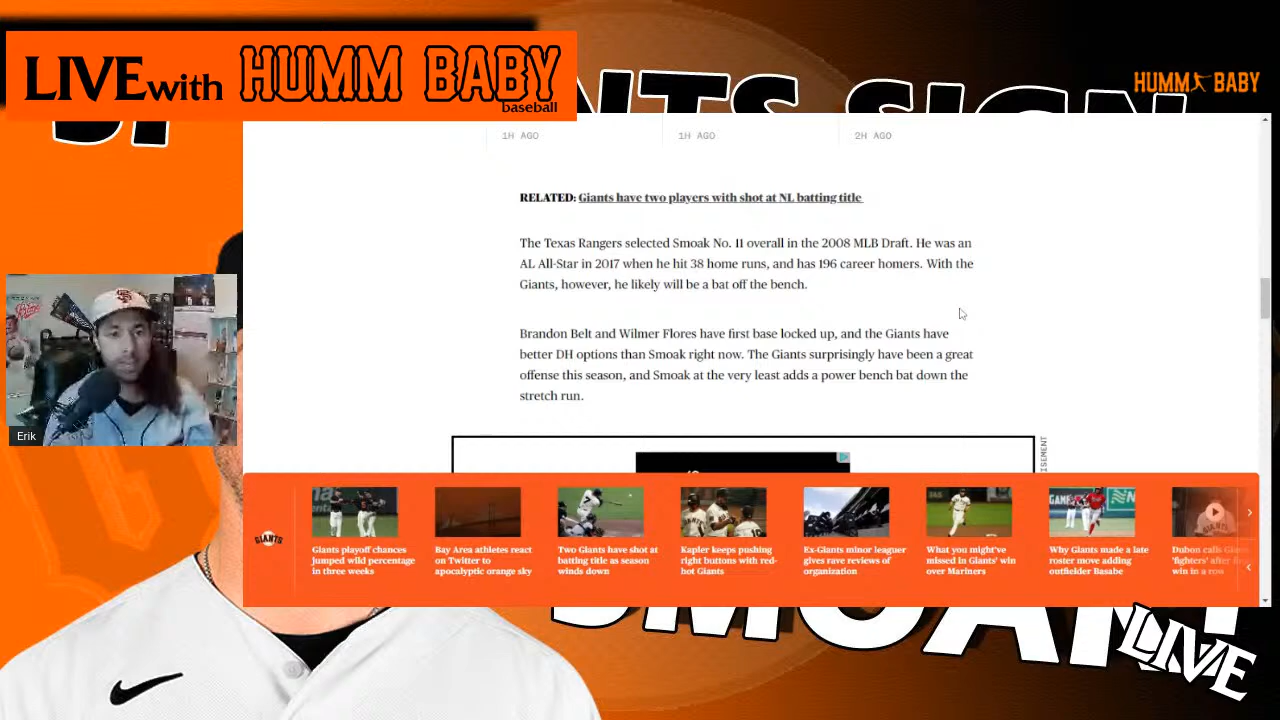 LIVE with HUMM BABY
baseball
HUMM BABY
1H AGO
1H AGO
2H AGO
RELATED: Giants have two players with shot at NL batting title
The Texas Rangers selected Smoak No. 11 overall in the 2008 MLB Draft. He was an
AL All-Star in 2017 when he hit 38 home runs, and has 196 career homers. With the
Giants, however, he likely will be a bat off the bench.
Brandon Belt and Wilmer Flores have first base locked up, and the Giants have
better DH options than Smoak right now. The Giants surprisingly have been a great
offense this season, and Smoak at the very least adds a power bench bat down the
stretch run.
Erik
GIANTS
Giants playoff chances
jumped wild percentage
in three weeks
Bay Area athletes react
on Twitter to
apocalyptic orange sky
Two Giants have shot at
batting title as season
winds down
Kapler keeps pushing
right buttons with red-
hot Giants
Ex-Giants minor leaguer
gives rave reviews of
organization
What you might've
missed in Giants' win
over Mariners
Why Giants made a late
roster move adding
outfielder Basabe
Dubon calls
'fighters' after
win in a row
LIVE